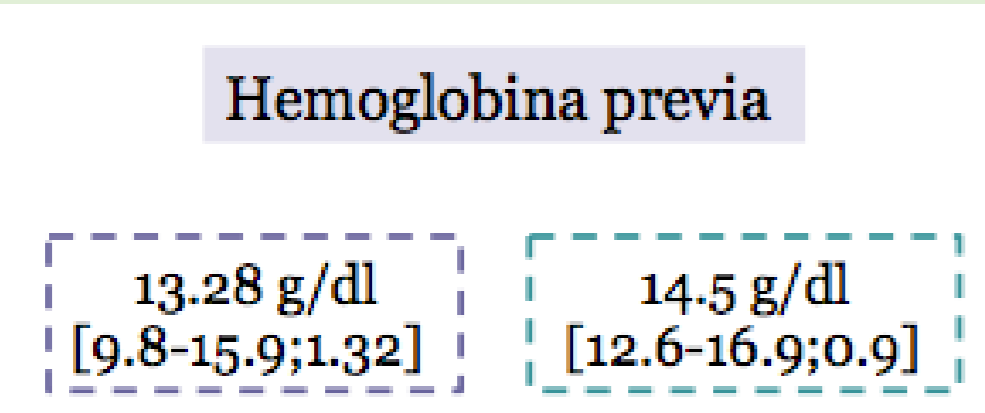 Hemoglobina previa
13.28 g/dl
[9.8-15.9;1.32]
14.5 g/dl
[12.6-16.9;0.9]